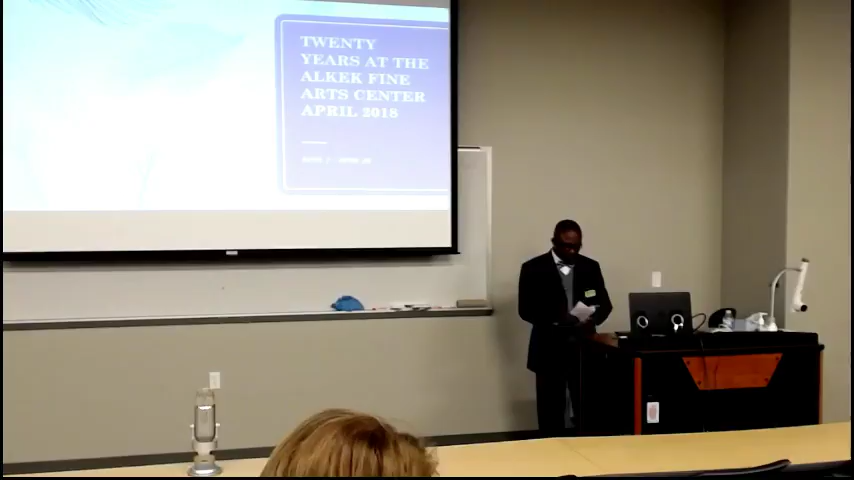 TWENTY
YEARS AT THE
ALKEK FINE
ARTS CENTER
APRIL 2018